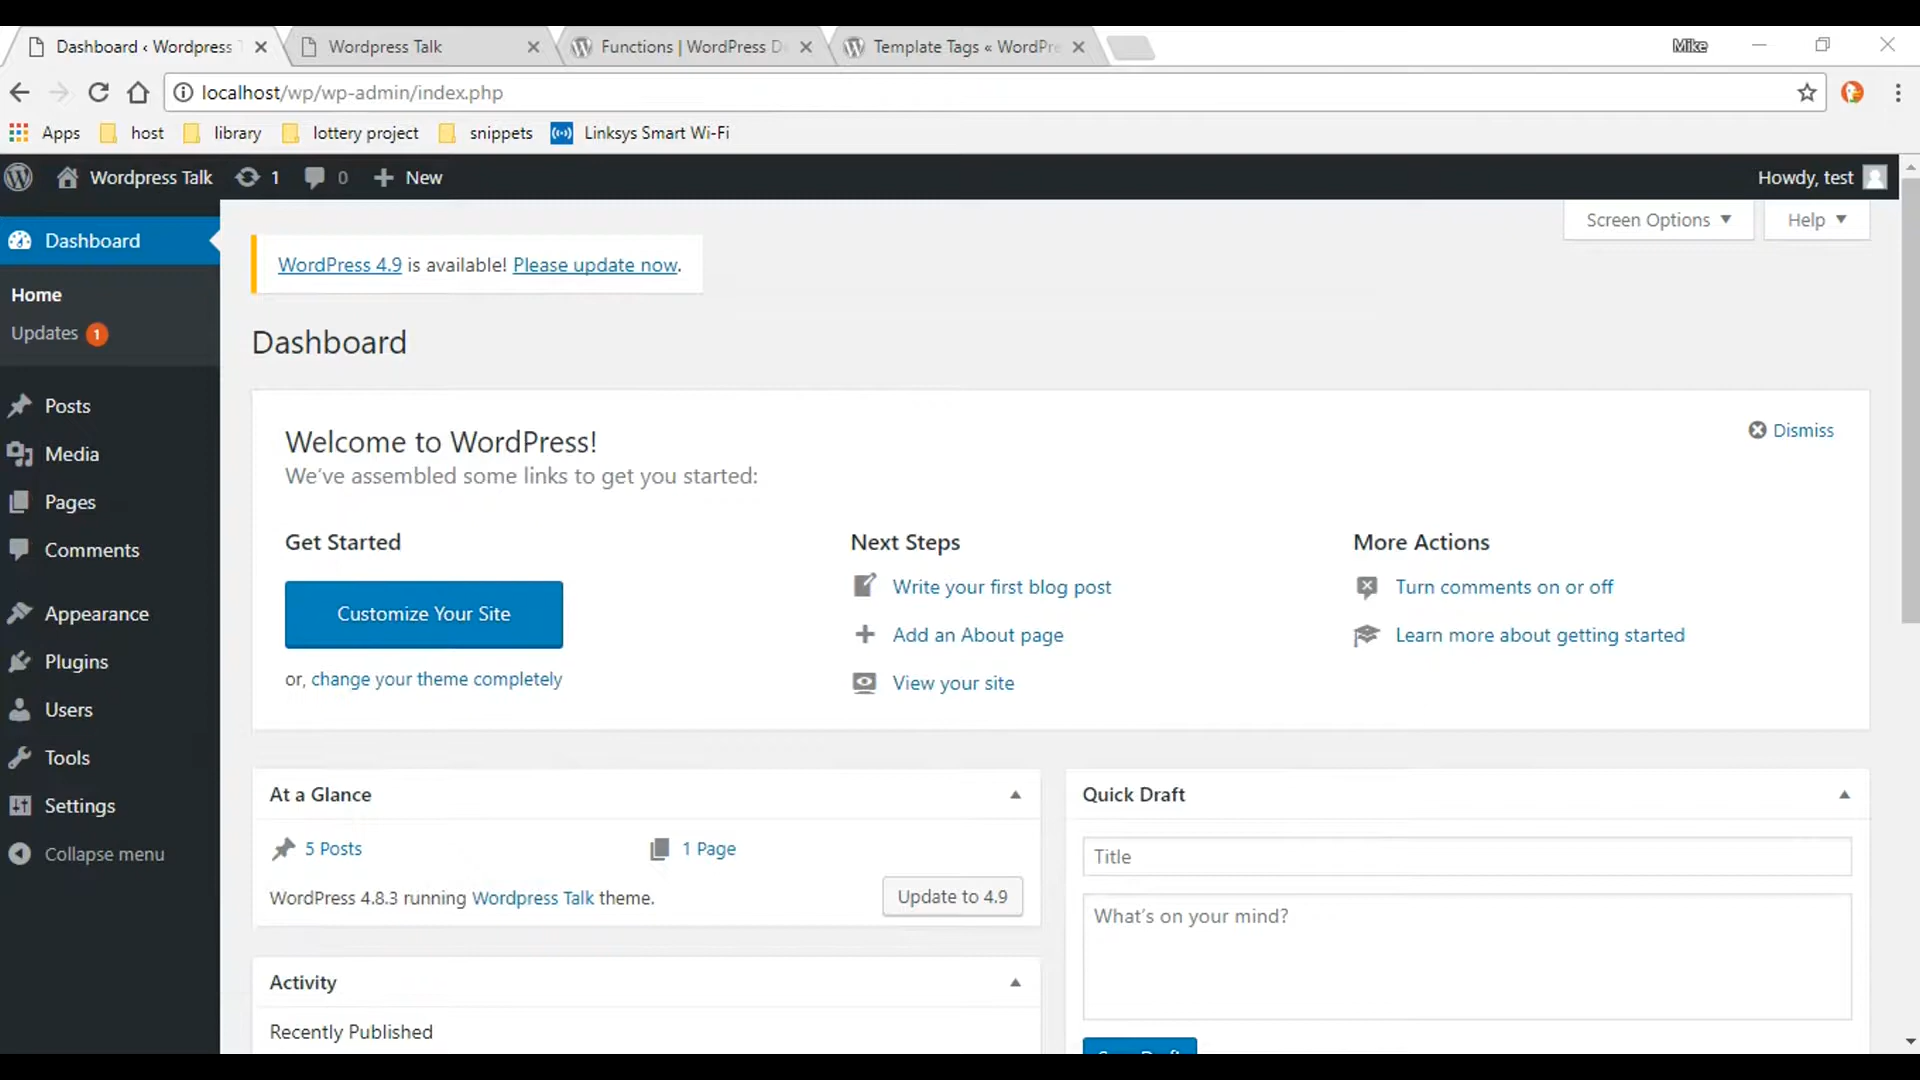 Dashboard ‹ Wordpress
Wordpress Talk
Functions | WordPress D
Template Tags « WordPre
Mike
localhost/wp/wp-admin/index.php
Apps
host
library
lottery project
snippets
Linksys Smart Wi-Fi
Wordpress Talk
1
0
New
Howdy, test
Dashboard
Screen Options
Help
WordPress 4.9 is available! Please update now.
Home
Updates 1
Dashboard
Posts
Media
Pages
Comments
Appearance
Plugins
Users
Tools
Settings
Collapse menu
Welcome to WordPress!
Dismiss
We've assembled some links to get you started:
Get Started
Customize Your Site
or, change your theme completely
Next Steps
Write your first blog post
Add an About page
View your site
More Actions
Turn comments on or off
Learn more about getting started
At a Glance
5 Posts
1 Page
WordPress 4.8.3 running Wordpress Talk theme.
Update to 4.9
Activity
Recently Published
Quick Draft
Title
What's on your mind?